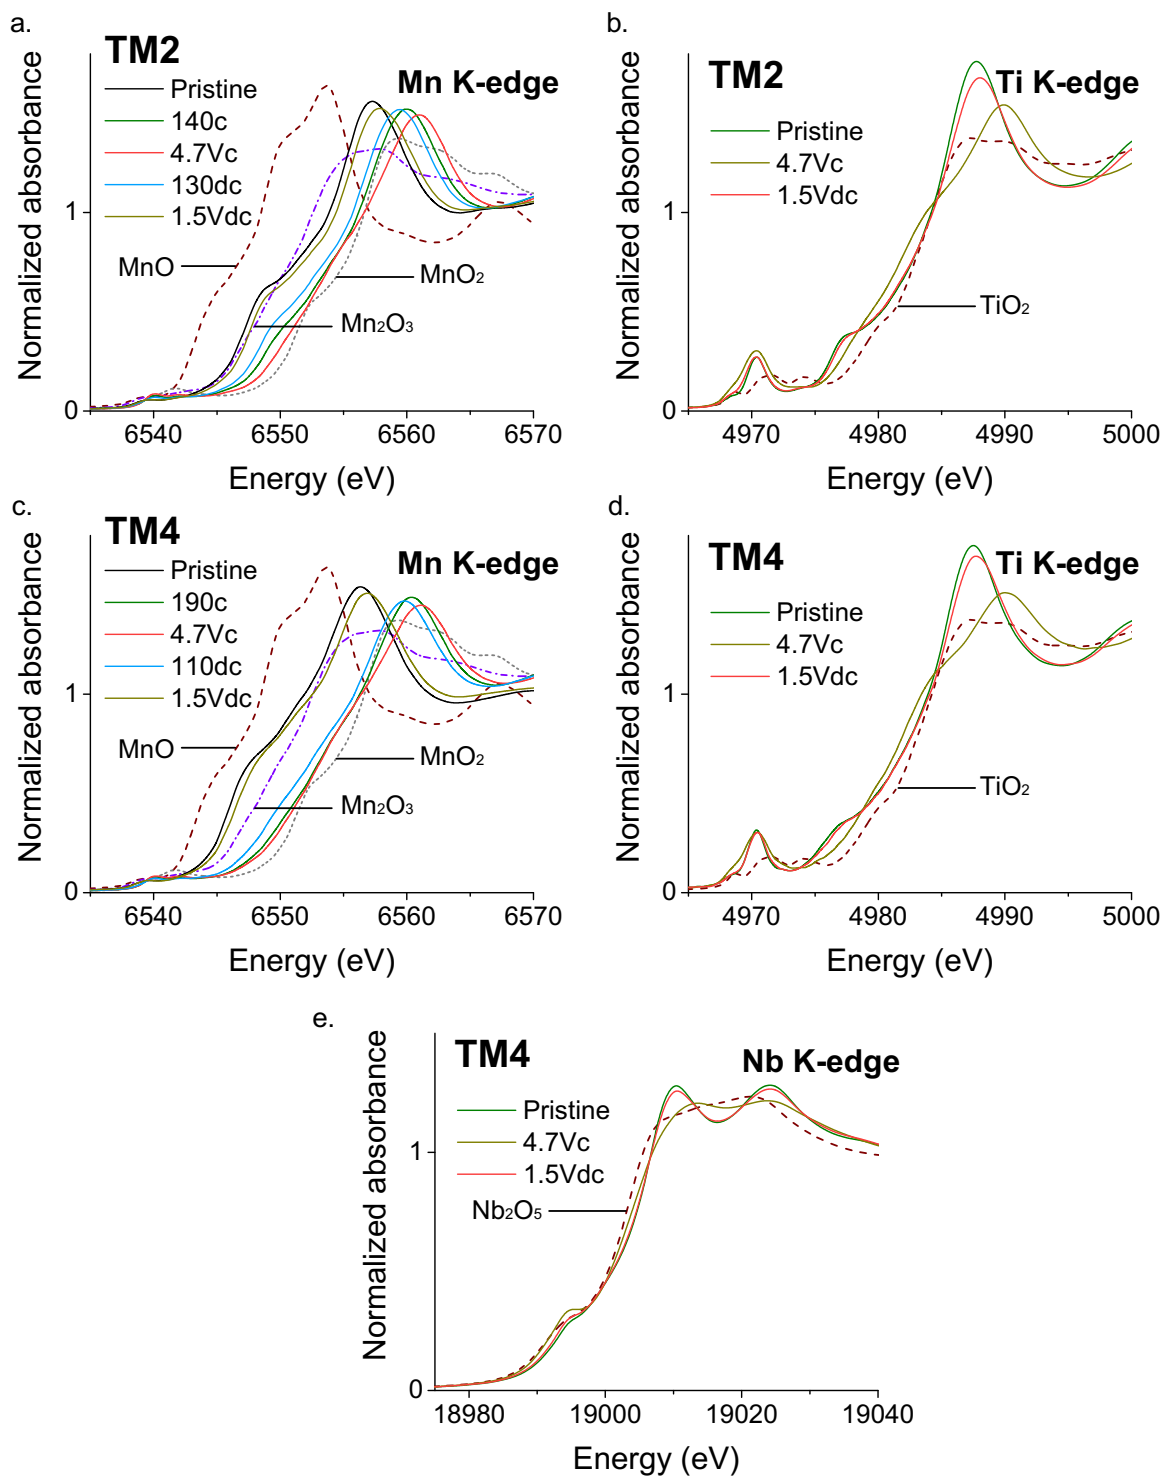 a.
TM2
Mn K-edge
Pristine
140c
4.7Vc
130dc
1.5Vdc
MnO
MnO₂
Mn₂O₃
Normalized absorbance
1
0
6540 6550 6560 6570
Energy (eV)
b.
TM2
Ti K-edge
Pristine
4.7Vc
1.5Vdc
TiO₂
Normalized absorbance
1
0
4970 4980 4990 5000
Energy (eV)
c.
TM4
Mn K-edge
Pristine
190c
4.7Vc
110dc
1.5Vdc
MnO
MnO₂
Mn₂O₃
Normalized absorbance
1
0
6540 6550 6560 6570
Energy (eV)
d.
TM4
Ti K-edge
Pristine
4.7Vc
1.5Vdc
TiO₂
Normalized absorbance
1
0
4970 4980 4990 5000
Energy (eV)
e.
TM4
Nb K-edge
Pristine
4.7Vc
1.5Vdc
Nb₂O₅
Normalized absorbance
1
0
18980 19000 19020 19040
Energy (eV)